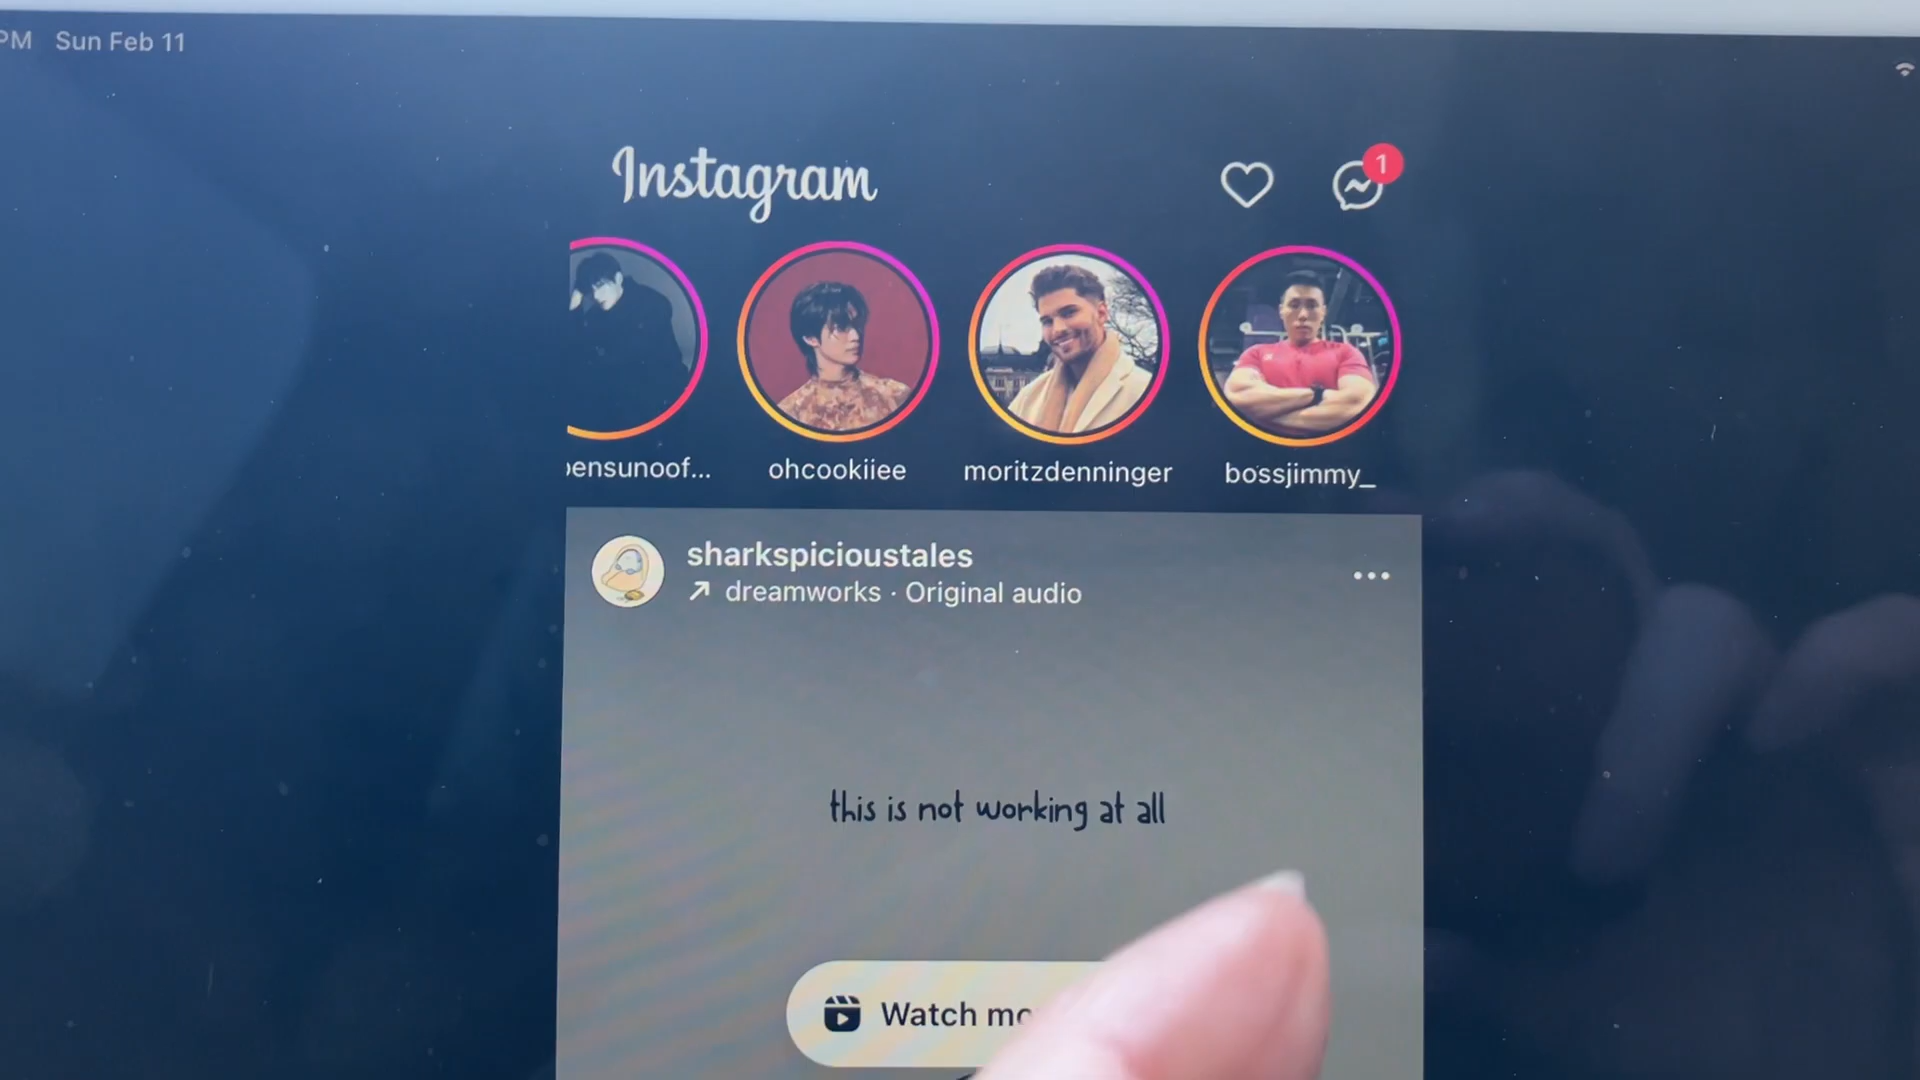 PM Sun Feb 11
Instagram
1
ensunoof...
ohcookiiee
moritzdenninger
bossjimmy_
sharkspicioustales
dreamworks · Original audio
this is not working at all
Watch